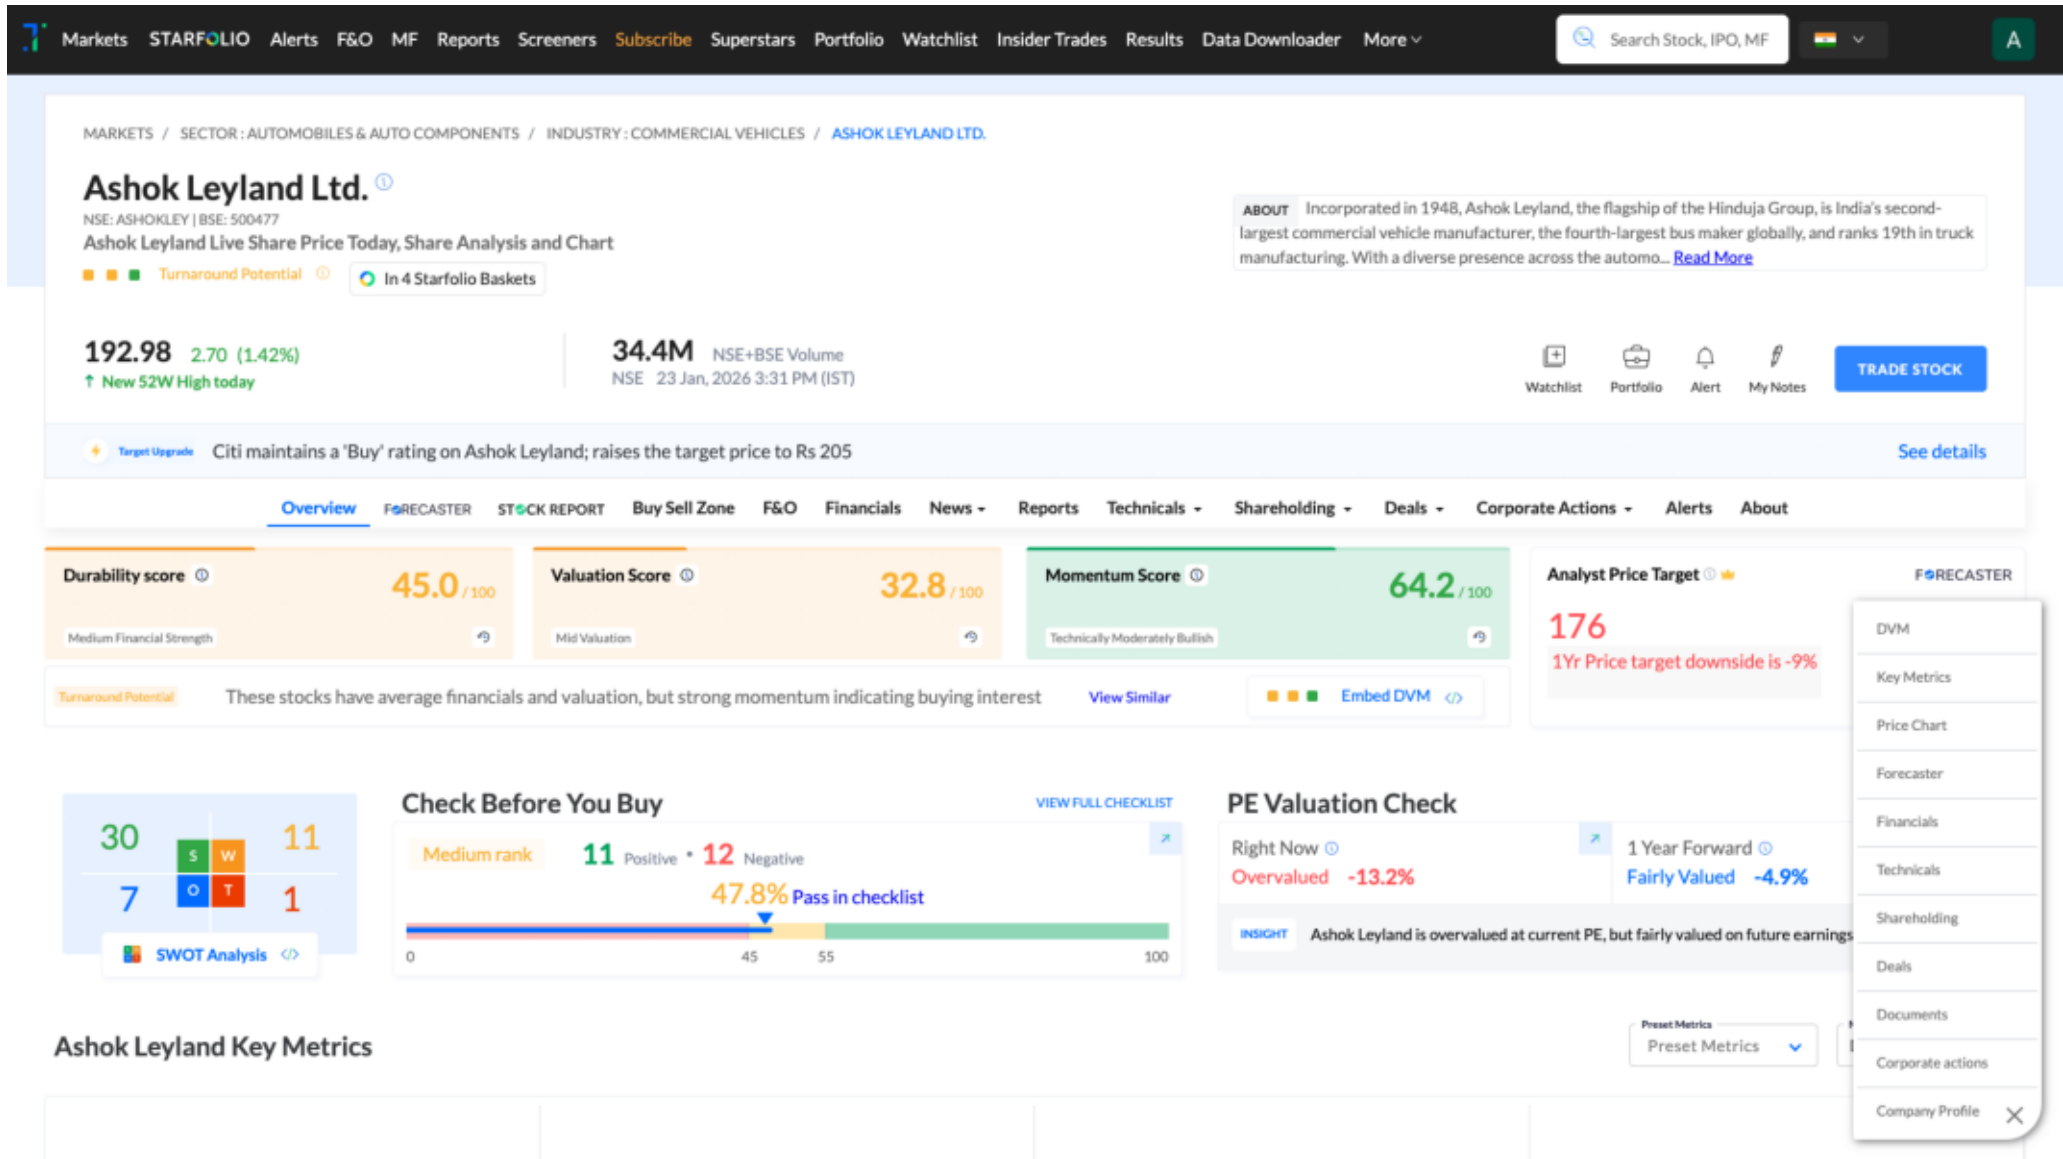 Markets STARFOLIO Alerts F&O MF Reports Screeners Subscribe Superstars Portfolio Watchlist Insider Trades Results Data Downloader More Search Stock, IPO, MF A
MARKETS / SECTOR : AUTOMOBILES & AUTO COMPONENTS / INDUSTRY : COMMERCIAL VEHICLES / ASHOK LEYLAND LTD.
Ashok Leyland Ltd.
NSE: ASHOKLEY | BSE: 500477
Ashok Leyland Live Share Price Today, Share Analysis and Chart
Turnaround Potential In 4 Starfolio Baskets
ABOUT Incorporated in 1948, Ashok Leyland, the flagship of the Hinduja Group, is India's second-
largest commercial vehicle manufacturer, the fourth-largest bus maker globally, and ranks 19th in truck
manufacturing. With a diverse presence across the automo... Read More
192.98 2.70 (1.42%)
↑ New 52W High today
34.4M NSE+BSE Volume
NSE 23 Jan, 2026 3:31 PM (IST)
Watchlist Portfolio Alert My Notes TRADE STOCK
Target Upgrade Citi maintains a 'Buy' rating on Ashok Leyland; raises the target price to Rs 205 See details
Overview FORECASTER STOCK REPORT Buy Sell Zone F&O Financials News Reports Technicals Shareholding Deals Corporate Actions Alerts About
Durability score 45.0 / 100
Medium Financial Strength
Valuation Score 32.8 / 100
Mid Valuation
Momentum Score 64.2 / 100
Technically Moderately Bullish
Analyst Price Target FORECASTER
176
1Yr Price target downside is -9%
Turnaround Potential These stocks have average financials and valuation, but strong momentum indicating buying interest View Similar Embed DVM </>
30 S W 11
7 O T 1
SWOT Analysis </>
Check Before You Buy VIEW FULL CHECKLIST
Medium rank 11 Positive • 12 Negative
47.8% Pass in checklist
0 45 55 100
PE Valuation Check
Right Now
Overvalued -13.2%
1 Year Forward
Fairly Valued -4.9%
INSIGHT Ashok Leyland is overvalued at current PE, but fairly valued on future earnings
Ashok Leyland Key Metrics
Preset Metrics
Preset Metrics
DVM
Key Metrics
Price Chart
Forecaster
Financials
Technicals
Shareholding
Deals
Documents
Corporate actions
Company Profile